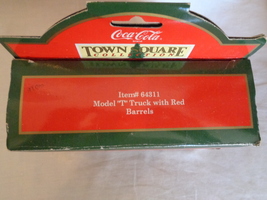 Coca-Cola
TOWN SQUARE
COLLECTION
Item# 64311
Model "T" Truck with Red
Barrels